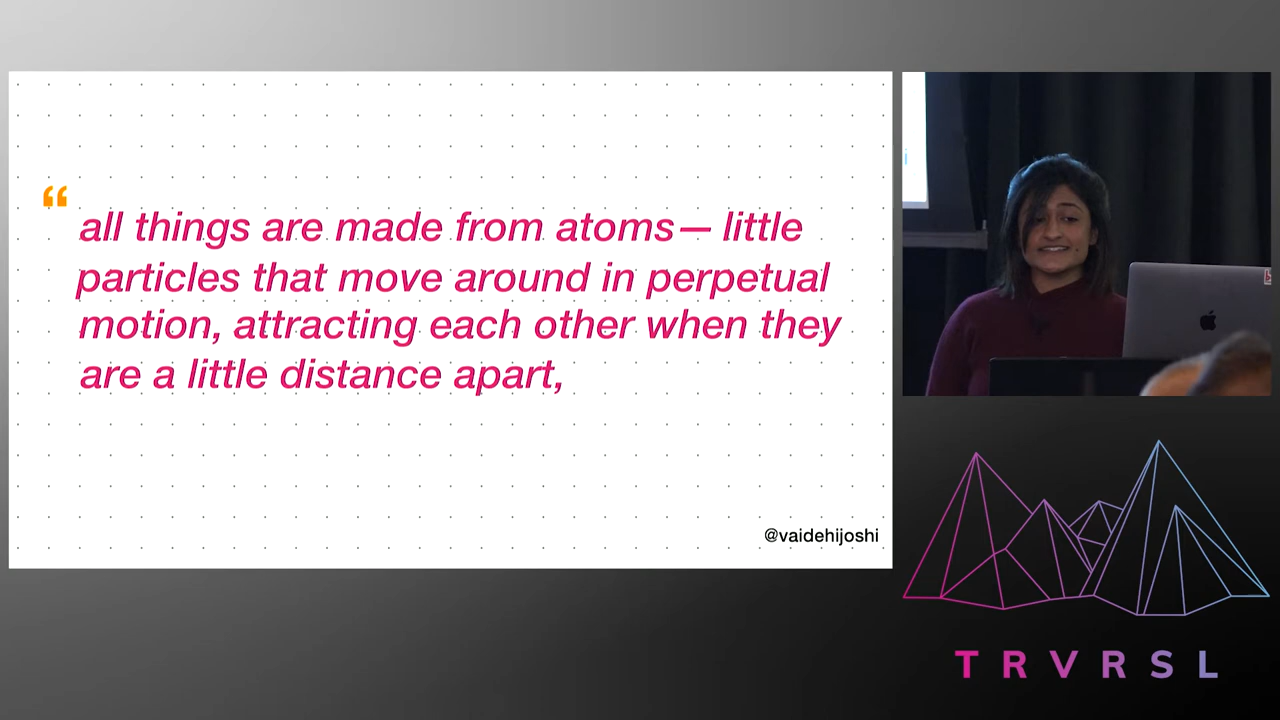 “
all things are made from atoms— little
particles that move around in perpetual
motion, attracting each other when they
are a little distance apart,
@vaidehijoshi
TRVRSL